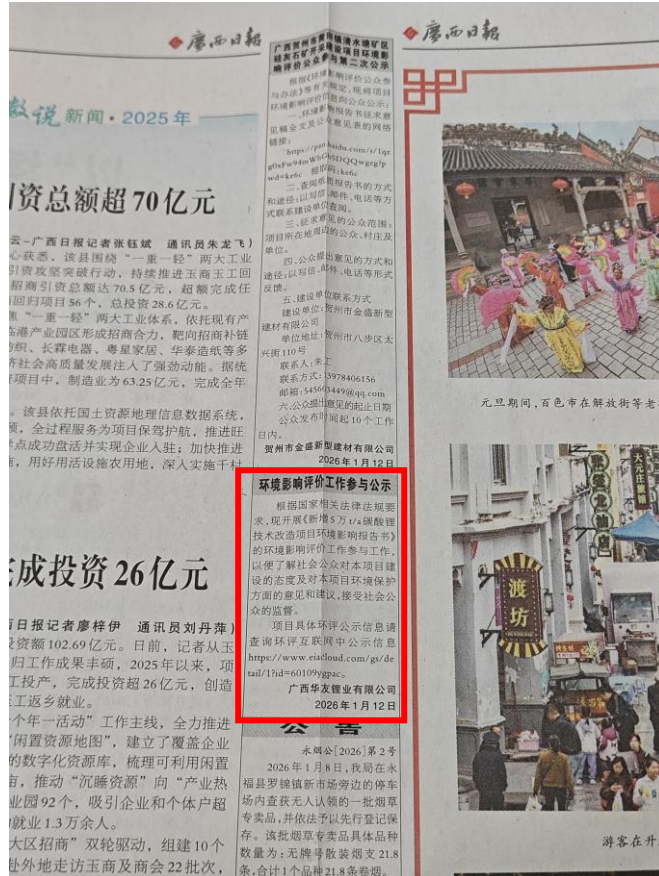 廣西日報
廣西日報
数说新闻·2025年
资总额超70亿元
云-广西日报记者张钰斌 通讯员朱龙飞)
心获悉，该县围绕“一重一轻”两大工业
引资攻坚突破行动，持续推进玉商玉工回
招商引资总额达70.5亿元，超额完成任
回归项目56个，总投资28.6亿元。
焦“一重一轻”两大工业体系，依托现有产
临港产业园区形成招商合力，靶向招商补链
纺织、长霖电器、粤星家居、华泰造纸等多
济社会高质量发展注入了强劲动能。据统
项目中，制造业为63.25亿元，完成全年
。该县依托国土资源地理信息数据系统，
，全过程服务为项目保驾护航，推进旺
点成功盘活并实现企业入驻；加快推进
，用好用活设施农用地，深入实施千村
成投资26亿元
日报记者廖梓伊 通讯员刘丹萍)
投资额102.69亿元。日前，记者从玉
归工作成果丰硕，2025年以来，项
工投产，完成投资超26亿元，创造
工返乡就业。
个年一活动”工作主线，全力推进
“闲置资源地图”，建立了覆盖企业
的数字化资源库，梳理可利用闲置
亩，推动“沉睡资源”向“产业热
业园92个，吸引企业和个体户超
就业1.3万余人。
大区招商”双轮驱动，组建10个
赴外地走访玉商及商会22批次，
广西贺州市黄田镇清水塘矿区
硅灰石矿开采建设项目环境影
响评价公众参与第二次公示
根据《环境影响评价公众参
与办法》等有关规定，现将项目
环境影响评价信息向公众公示：
一、环境影响报告书征求意
见稿全文及公众意见表的网络
链接：
https://pan.baidu.com/s/1qz
wd=ke6c 提取码:ke6c
二、查阅纸质报告书的方式
和途径：以写信、邮件、电话等方
式联系建设单位查阅。
三、征求意见的公众范围：
项目所在地周边的公众、村庄及
单位。
四、公众提出意见的方式和
途径：以写信、邮件、电话等形式
反馈。
五、建设单位联系方式
建设单位：贺州市金盛新型
建材有限公司
单位地址：贺州市八步区太
兴街110号
联系人：朱工
联系方式：13978406156
邮箱：545603449@qq.com
六、公众提出意见的起止日期
公众发布时间起10个工作
日内。
贺州市金盛新型建材有限公司
2026年1月12日
环境影响评价工作参与公示
根据国家相关法律法规要
求，现开展《新增5万t/a碳酸锂
技术改造项目环境影响报告书》
的环境影响评价工作参与工作，
以便了解社会公众对本项目建
设的态度及对本项目环境保护
方面的意见和建议，接受社会公
众的监督。
项目具体环评公示信息请
查询环评互联网中公示信息
https://www.eiacloud.com/gs/de
tail/1?id=60109ygpac。
广西华友锂业有限公司
2026年1月12日
公告
永烟公[2026]第2号
2026年1月8日，我局在永
福县罗锦镇新市场旁边的停车
场内查获无人认领的一批烟草
专卖品，并依法予以先行登记保
存。该批烟草专卖品具体品种
数量为：无牌号散装烟支21.8
条，合计1个品种21.8条卷烟。
元旦期间，百色市在解放街等老
大元庄旅馆
渡坊
游客在升